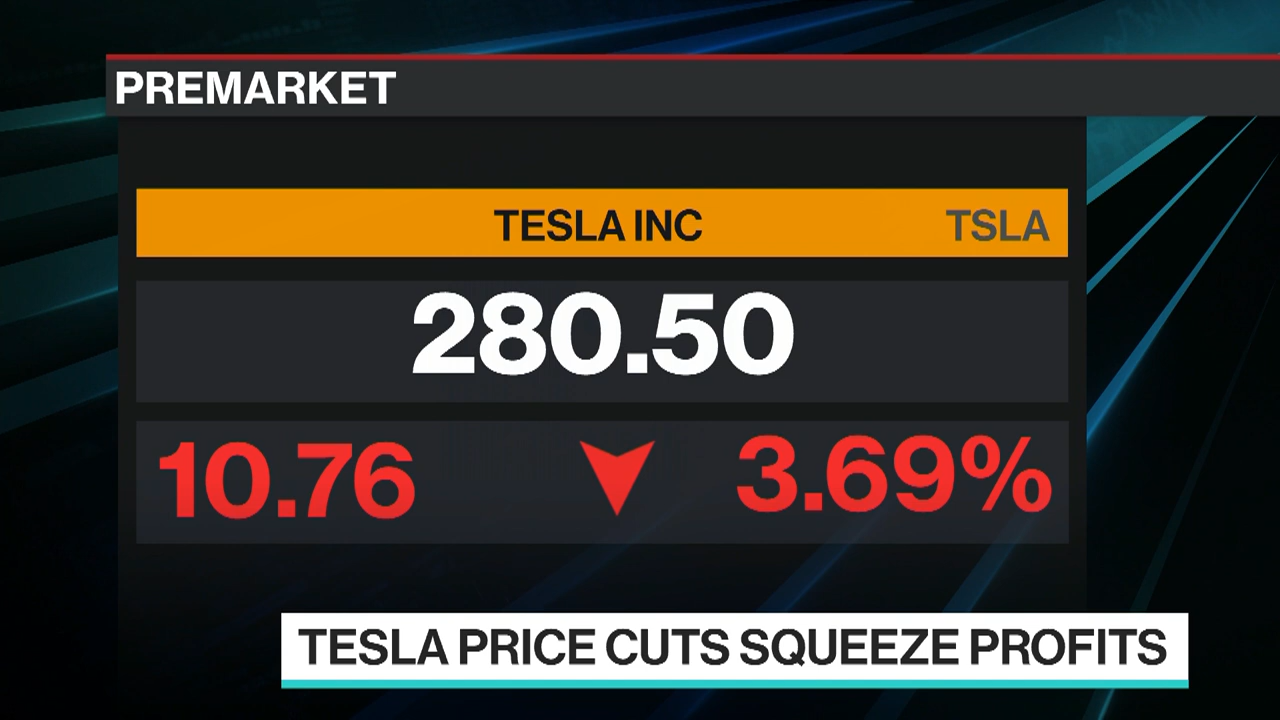 PREMARKET
TESLA INC TSLA
280.50
10.76 3.69%
TESLA PRICE CUTS SQUEEZE PROFITS